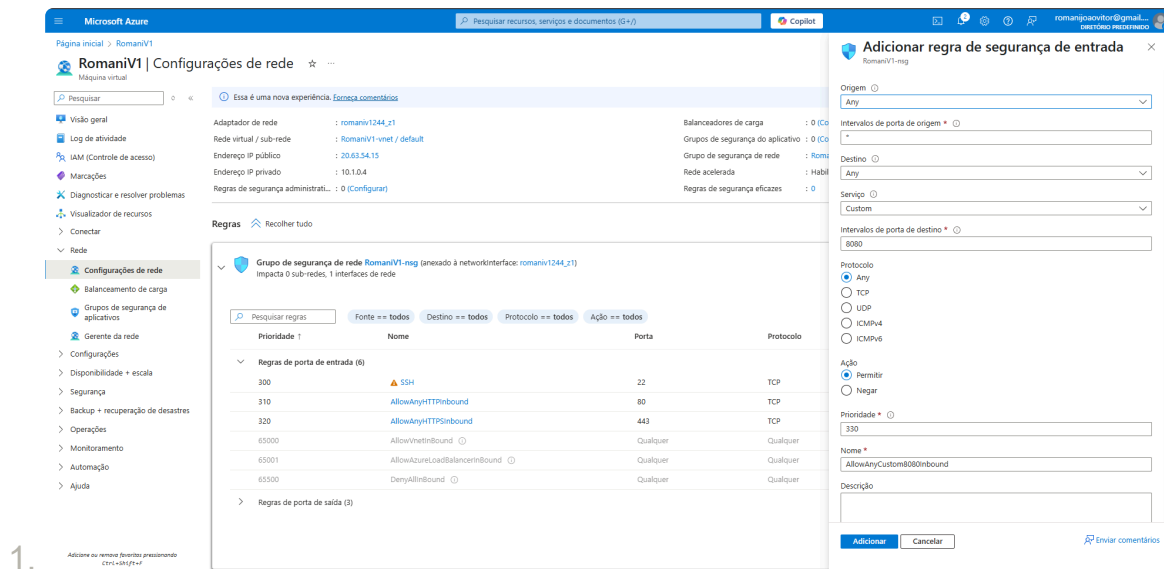 Microsoft Azure
Pesquisar recursos, serviços e documentos (G+/)
Copilot
romanijoaovitor@gmail....
DIRETÓRIO PREDEFINIDO
Página inicial > RomaniV1
RomaniV1 | Configurações de rede
Máquina virtual
Pesquisar
Visão geral
Log de atividade
IAM (Controle de acesso)
Marcações
Diagnosticar e resolver problemas
Visualizador de recursos
Conectar
Rede
Configurações de rede
Balanceamento de carga
Grupos de segurança de
aplicativos
Gerente da rede
Configurações
Disponibilidade + escala
Segurança
Backup + recuperação de desastres
Operações
Monitoramento
Automação
Ajuda
Adicione ou remova favoritos pressionando
Ctrl+Shift+F
Essa é uma nova experiência. Forneça comentários
Adaptador de rede : romaniv1244_z1
Rede virtual / sub-rede : RomaniV1-vnet / default
Endereço IP público : 20.63.54.15
Endereço IP privado : 10.1.0.4
Regras de segurança administrati... : 0 (Configurar)
Balanceadores de carga : 0 (Co
Grupos de segurança do aplicativo : 0 (Co
Grupo de segurança de rede : Roma
Rede acelerada : Habil
Regras de segurança eficazes : 0
Regras Recolher tudo
Grupo de segurança de rede RomaniV1-nsg (anexado à networkInterface: romaniv1244_z1)
Impacta 0 sub-redes, 1 interfaces de rede
Pesquisar regras Fonte == todos Destino == todos Protocolo == todos Ação == todos
Prioridade ↑ Nome Porta Protocolo
Regras de porta de entrada (6)
300 SSH 22 TCP
310 AllowAnyHTTPInbound 80 TCP
320 AllowAnyHTTPSInbound 443 TCP
65000 AllowVnetInBound Qualquer Qualquer
65001 AllowAzureLoadBalancerInBound Qualquer Qualquer
65500 DenyAllInBound Qualquer Qualquer
Regras de porta de saída (3)
Adicionar regra de segurança de entrada
RomaniV1-nsg
Origem
Any
Intervalos de porta de origem *
*
Destino
Any
Serviço
Custom
Intervalos de porta de destino *
8080
Protocolo
Any
TCP
UDP
ICMPv4
ICMPv6
Ação
Permitir
Negar
Prioridade *
330
Nome *
AllowAnyCustom8080Inbound
Descrição
Adicionar Cancelar Enviar comentários
1.